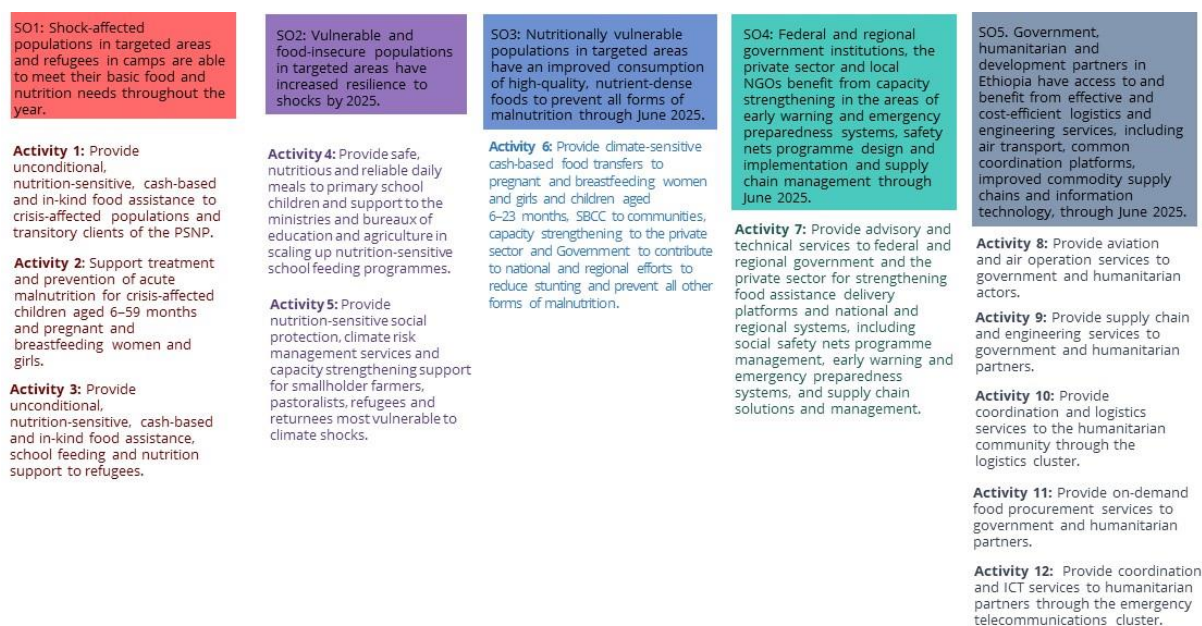 SO1: Shock-affected
populations in targeted areas
and refugees in camps are able
to meet their basic food and
nutrition needs throughout the
year.
Activity 1: Provide
unconditional,
nutrition-sensitive, cash-based
and in-kind food assistance to
crisis-affected populations and
transitory clients of the PSNP.
Activity 2: Support treatment
and prevention of acute
malnutrition for crisis-affected
children aged 6–59 months
and pregnant and
breastfeeding women and
girls.
Activity 3: Provide
unconditional,
nutrition-sensitive, cash-based
and in-kind food assistance,
school feeding and nutrition
support to refugees.
SO2: Vulnerable and
food-insecure populations
in targeted areas have
increased resilience to
shocks by 2025.
Activity 4: Provide safe,
nutritious and reliable daily
meals to primary school
children and support to the
ministries and bureaux of
education and agriculture in
scaling up nutrition-sensitive
school feeding programmes.
Activity 5: Provide
nutrition-sensitive social
protection, climate risk
management services and
capacity strengthening support
for smallholder farmers,
pastoralists, refugees and
returnees most vulnerable to
climate shocks.
SO3: Nutritionally vulnerable
populations in targeted areas
have an improved consumption
of high-quality, nutrient-dense
foods to prevent all forms of
malnutrition through June 2025.
Activity 6: Provide climate-sensitive
cash-based food transfers to
pregnant and breastfeeding women
and girls and children aged
6–23 months, SBCC to communities,
capacity strengthening to the private
sector and Government to contribute
to national and regional efforts to
reduce stunting and prevent all other
forms of malnutrition.
SO4: Federal and regional
government institutions, the
private sector and local
NGOs benefit from capacity
strengthening in the areas of
early warning and emergency
preparedness systems, safety
nets programme design and
implementation and supply
chain management through
June 2025.
Activity 7: Provide advisory and
technical services to federal and
regional government and the
private sector for strengthening
food assistance delivery
platforms and national and
regional systems, including
social safety nets programme
management, early warning and
emergency preparedness
systems, and supply chain
solutions and management.
SO5. Government,
humanitarian and
development partners in
Ethiopia have access to and
benefit from effective and
cost-efficient logistics and
engineering services, including
air transport, common
coordination platforms,
improved commodity supply
chains and information
technology, through June 2025.
Activity 8: Provide aviation
and air operation services to
government and humanitarian
actors.
Activity 9: Provide supply chain
and engineering services to
government and humanitarian
partners.
Activity 10: Provide
coordination and logistics
services to the humanitarian
community through the
logistics cluster.
Activity 11: Provide on-demand
food procurement services to
government and humanitarian
partners.
Activity 12: Provide coordination
and ICT services to humanitarian
partners through the emergency
telecommunications cluster.